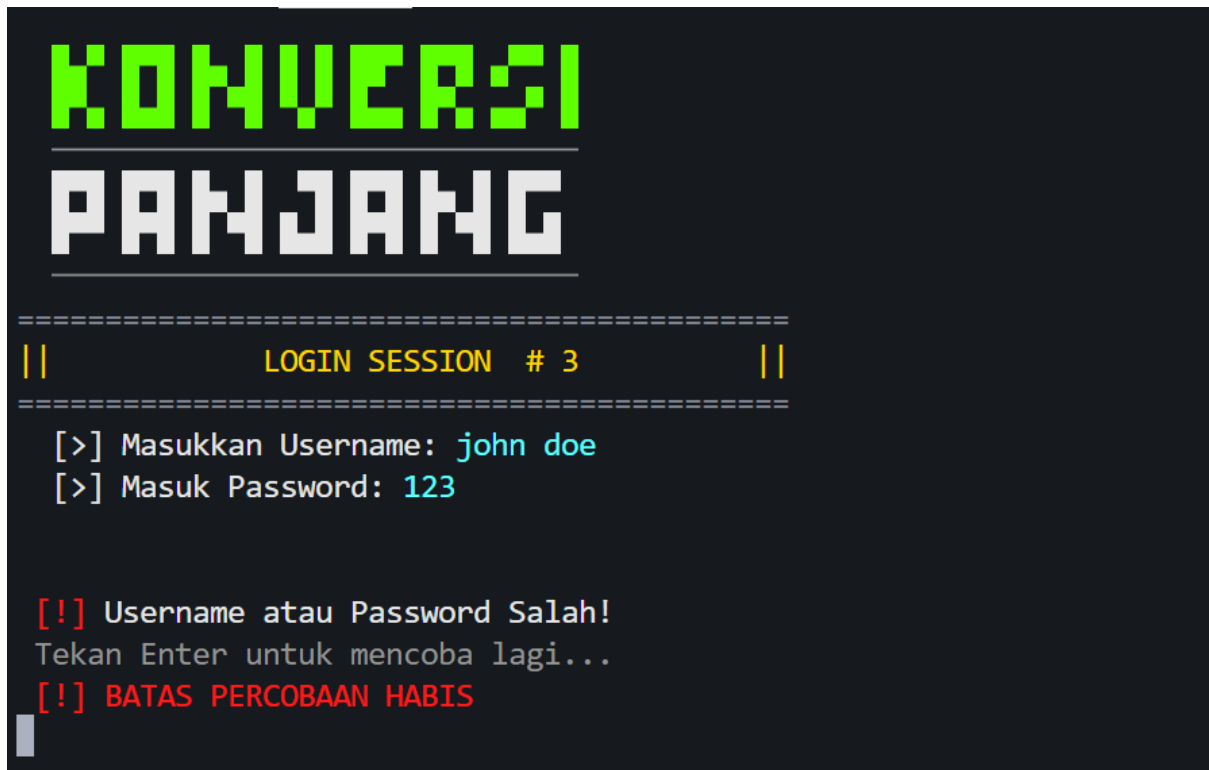 KONVERSI
PANJANG
============================================
|| LOGIN SESSION # 3 ||
============================================
[>] Masukkan Username: john doe
[>] Masuk Password: 123
[!] Username atau Password Salah!
Tekan Enter untuk mencoba lagi...
[!] BATAS PERCOBAAN HABIS